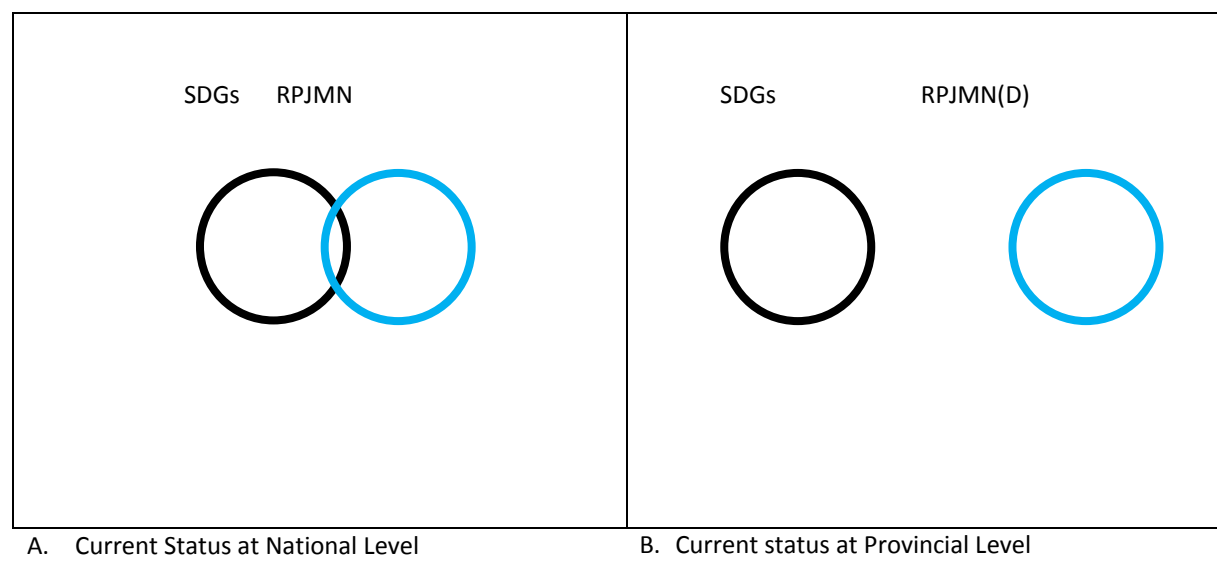 SDGs RPJMN
SDGs RPJMN(D)
A. Current Status at National Level
B. Current status at Provincial Level